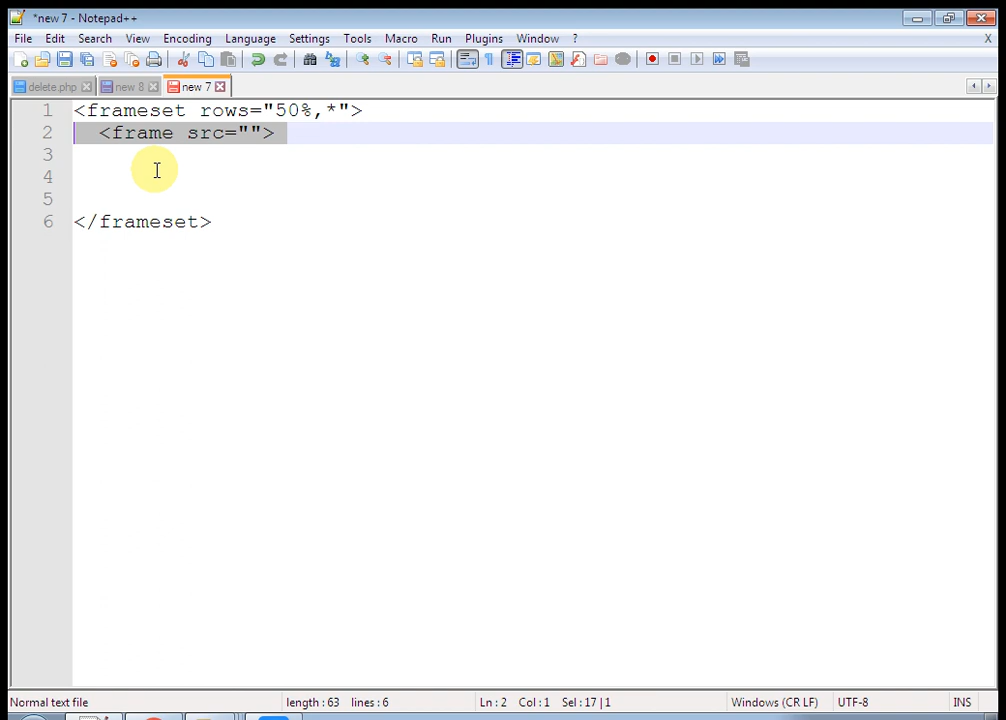 *new 7 - Notepad++
File Edit Search View Encoding Language Settings Tools Macro Run Plugins Window ? X
delete.php new 8 new 7
1 <frameset rows="50%,*">
2 <frame src="">
3
4
5
6 </frameset>
Normal text file length : 63 lines : 6 Ln : 2 Col : 1 Sel : 17 | 1 Windows (CR LF) UTF-8 INS